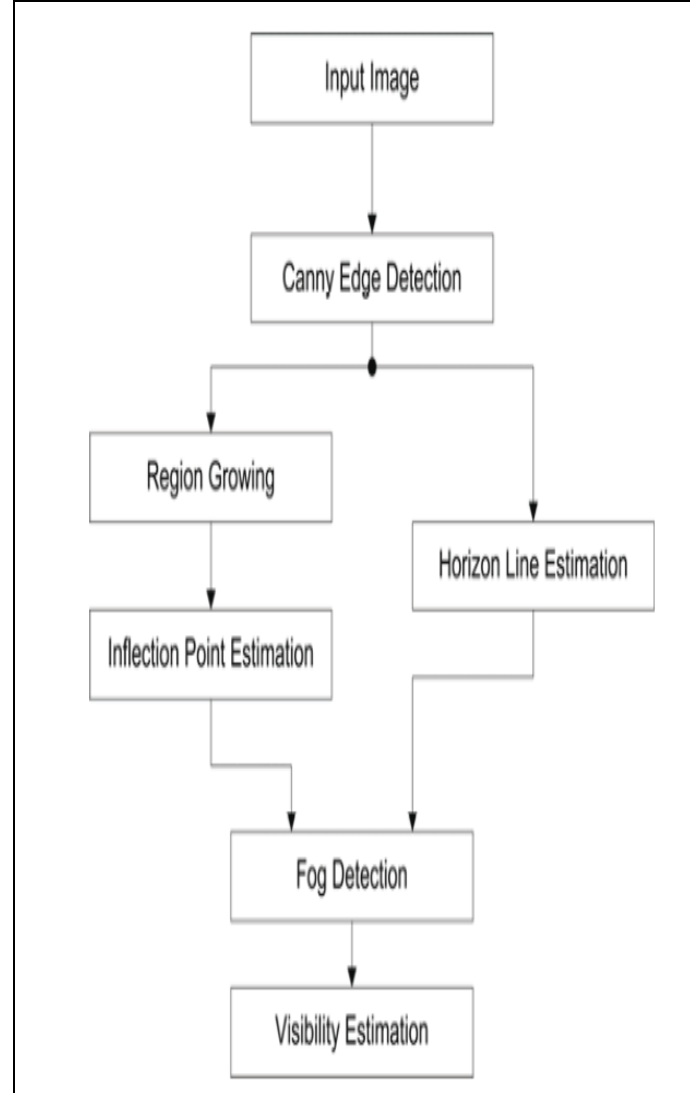 Input Image
Canny Edge Detection
Region Growing
Horizon Line Estimation
Inflection Point Estimation
Fog Detection
Visibility Estimation